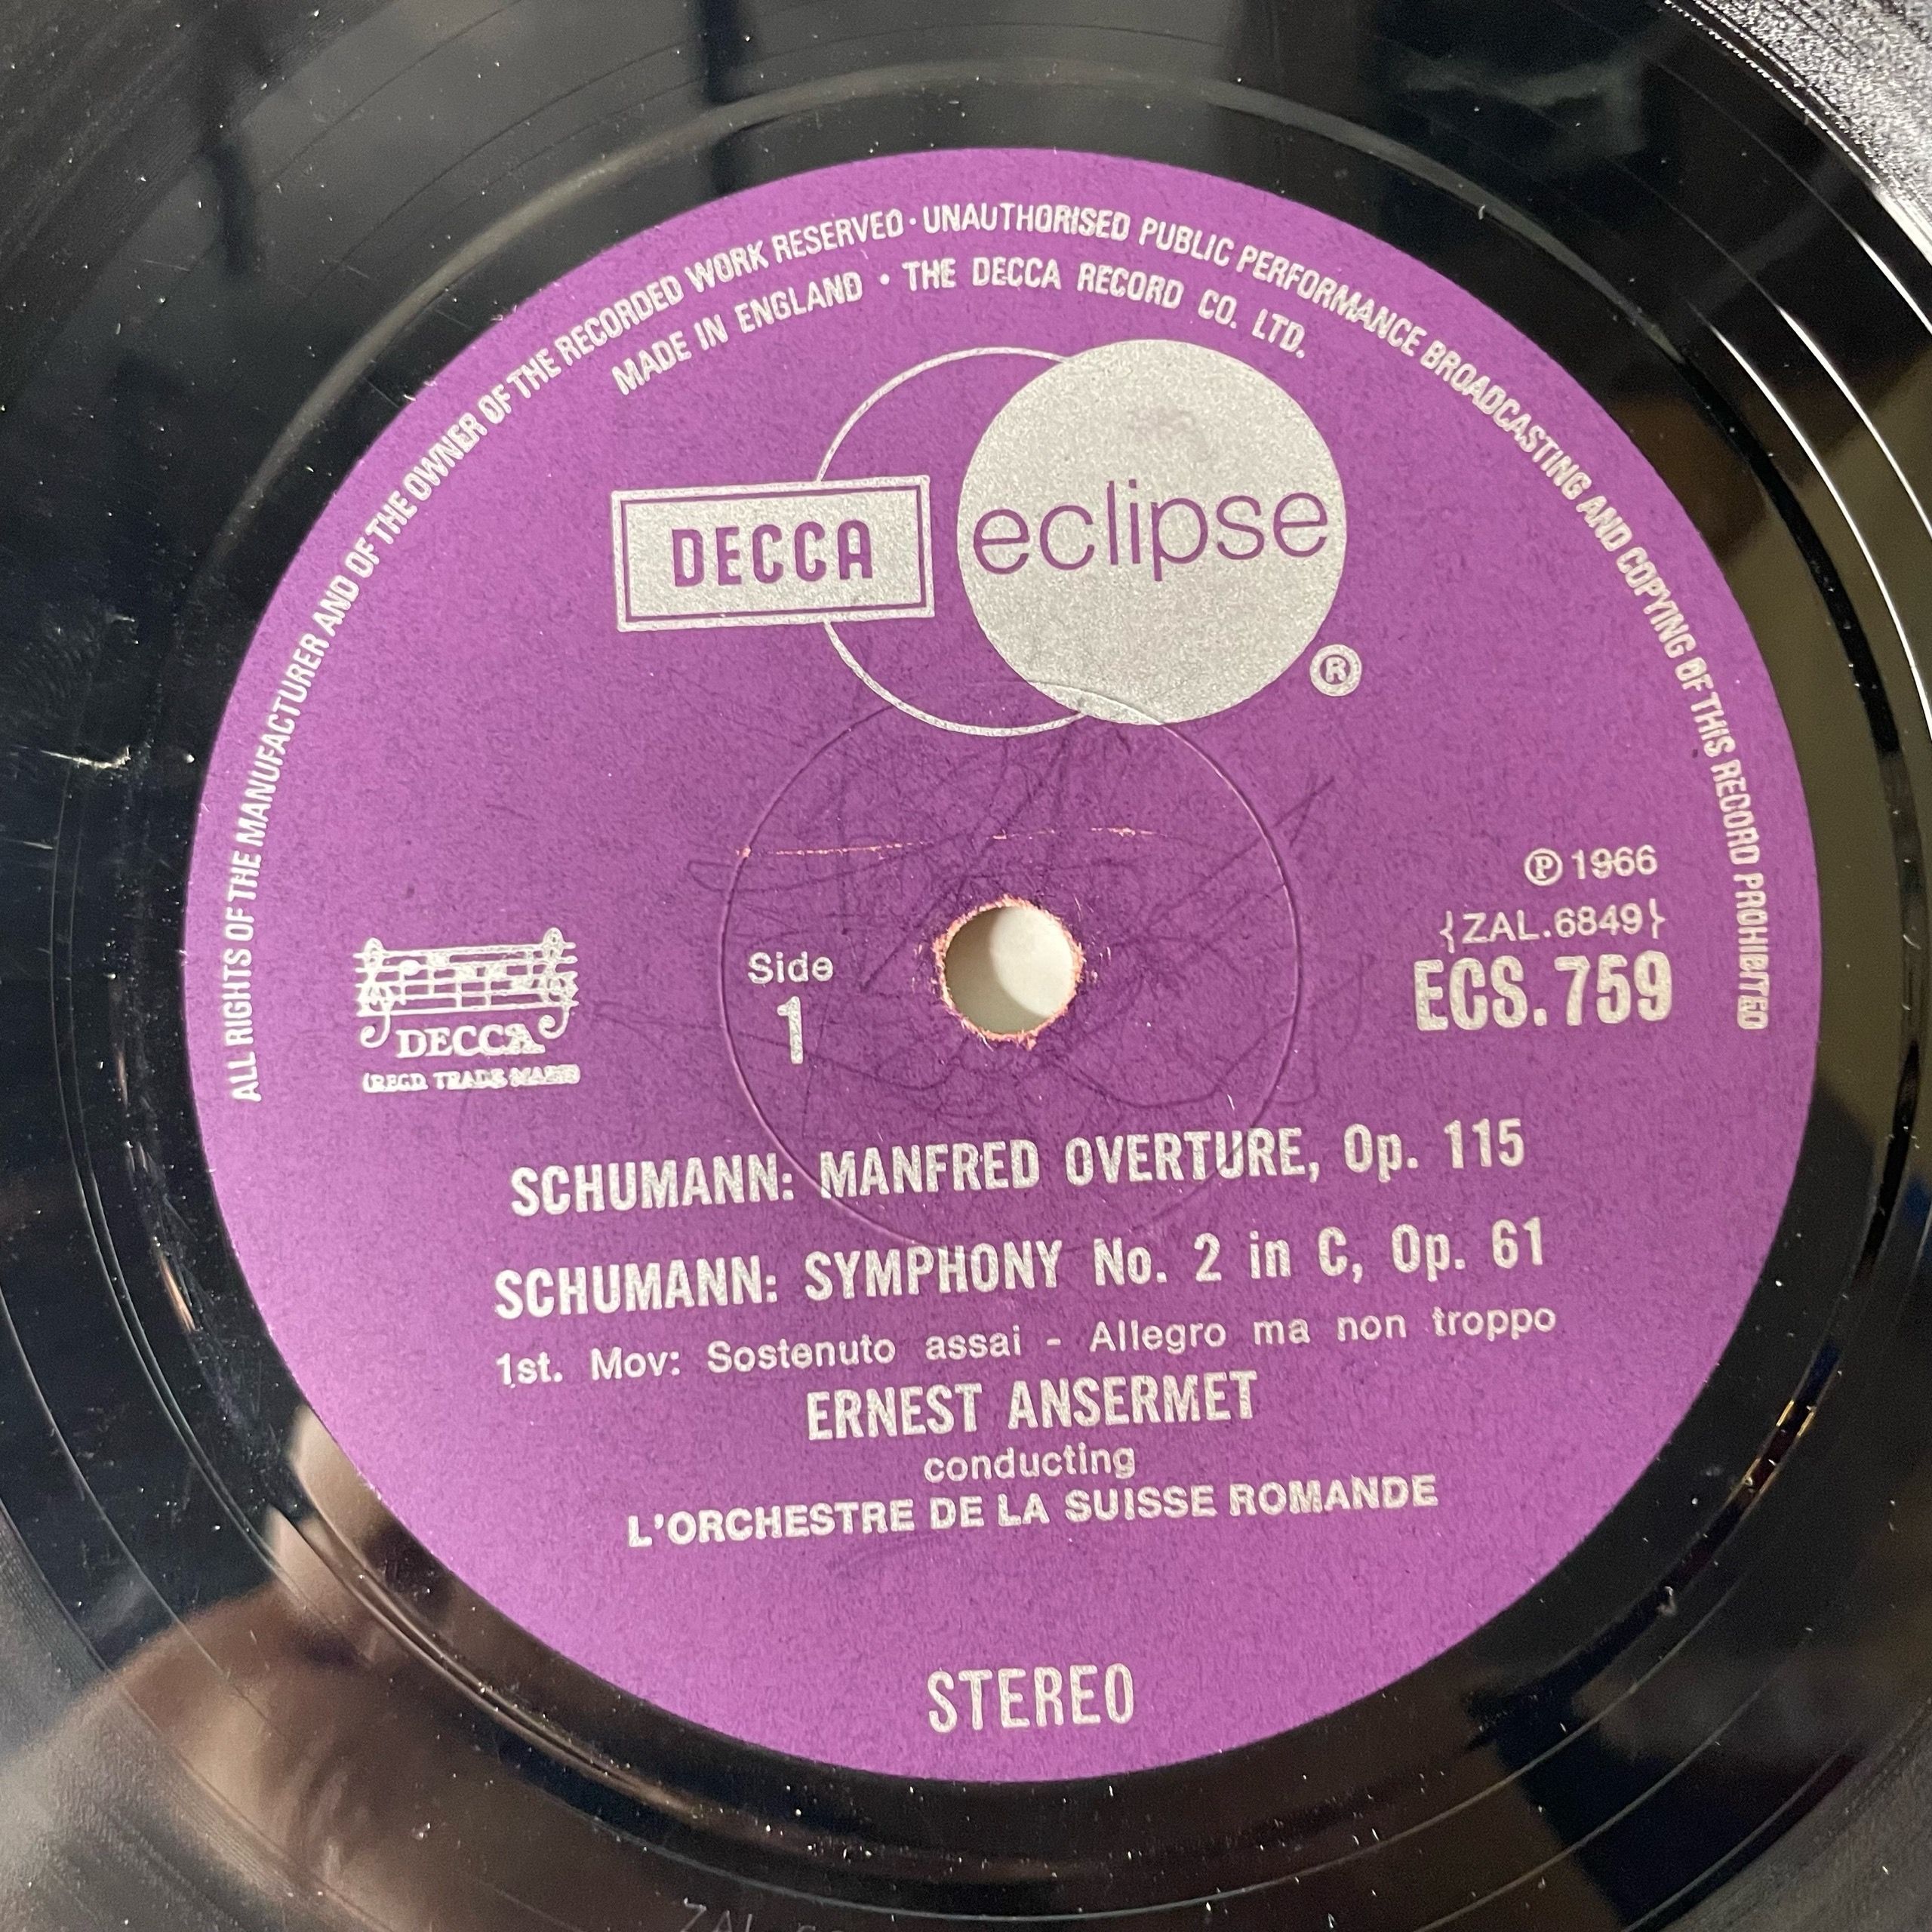 ALL RIGHTS OF THE MANUFACTURER AND OF THE OWNER OF THE RECORDED WORK RESERVED · UNAUTHORISED PUBLIC PERFORMANCE BROADCASTING AND COPYING OF THIS RECORD PROHIBITED
MADE IN ENGLAND • THE DECCA RECORD CO. LTD.
DECCA eclipse
®
℗ 1966
{ZAL.6849}
ECS.759
Side
1
DECCA
(REGD. TRADE MARK)
SCHUMANN: MANFRED OVERTURE, Op. 115
SCHUMANN: SYMPHONY No. 2 in C, Op. 61
1st. Mov: Sostenuto assai - Allegro ma non troppo
ERNEST ANSERMET
conducting
L'ORCHESTRE DE LA SUISSE ROMANDE
STEREO